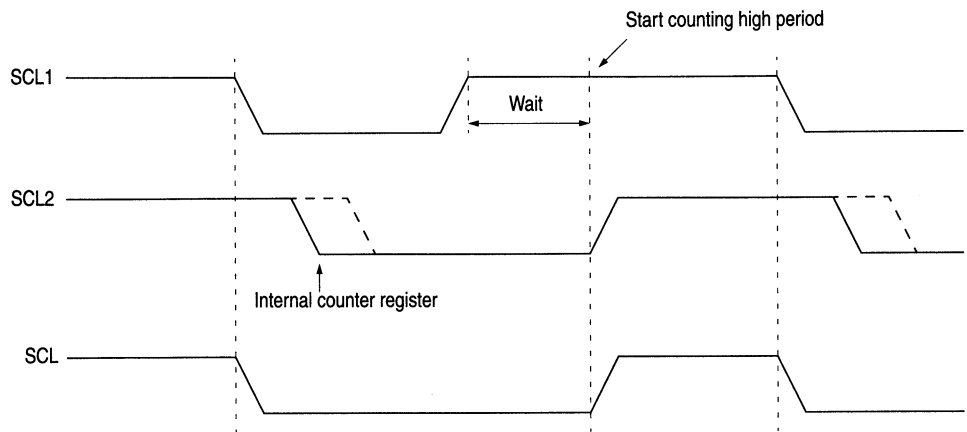 Start counting high period
SCL1
Wait
SCL2
Internal counter register
SCL